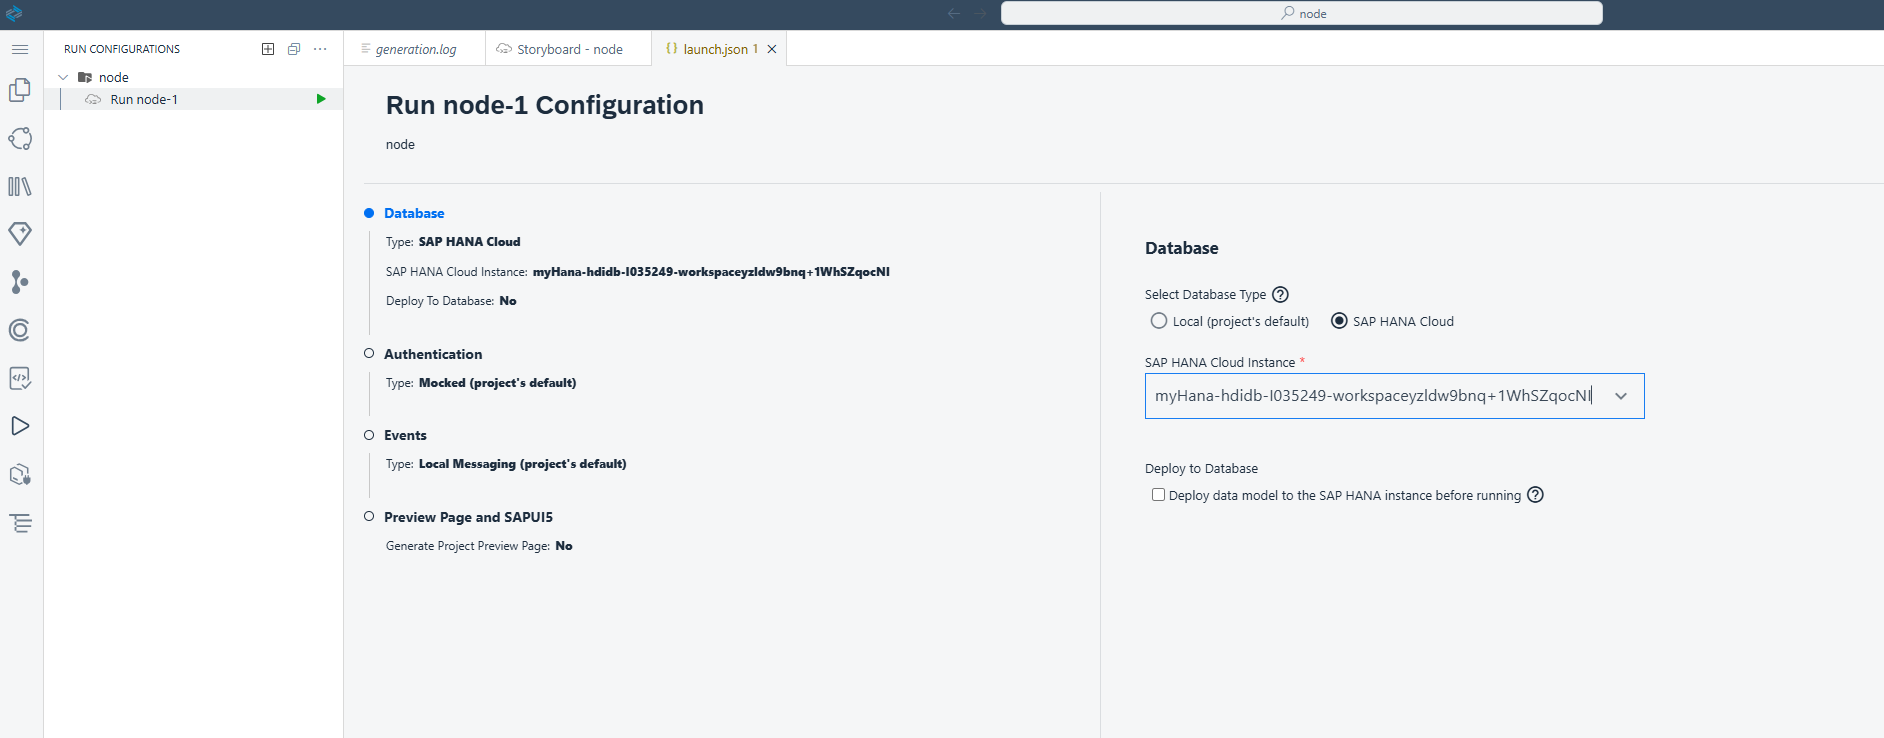 node
RUN CONFIGURATIONS
node
Run node-1
generation.log
Storyboard - node
launch.json 1
Run node-1 Configuration
node
Database
Type: SAP HANA Cloud
SAP HANA Cloud Instance: myHana-hdidb-I035249-workspaceyzldw9bnq+1WhSZqocNI
Deploy To Database: No
Authentication
Type: Mocked (project's default)
Events
Type: Local Messaging (project's default)
Preview Page and SAPUI5
Generate Project Preview Page: No
Database
Select Database Type
Local (project's default)
SAP HANA Cloud
SAP HANA Cloud Instance *
myHana-hdidb-I035249-workspaceyzldw9bnq+1WhSZqocNI
Deploy to Database
Deploy data model to the SAP HANA instance before running